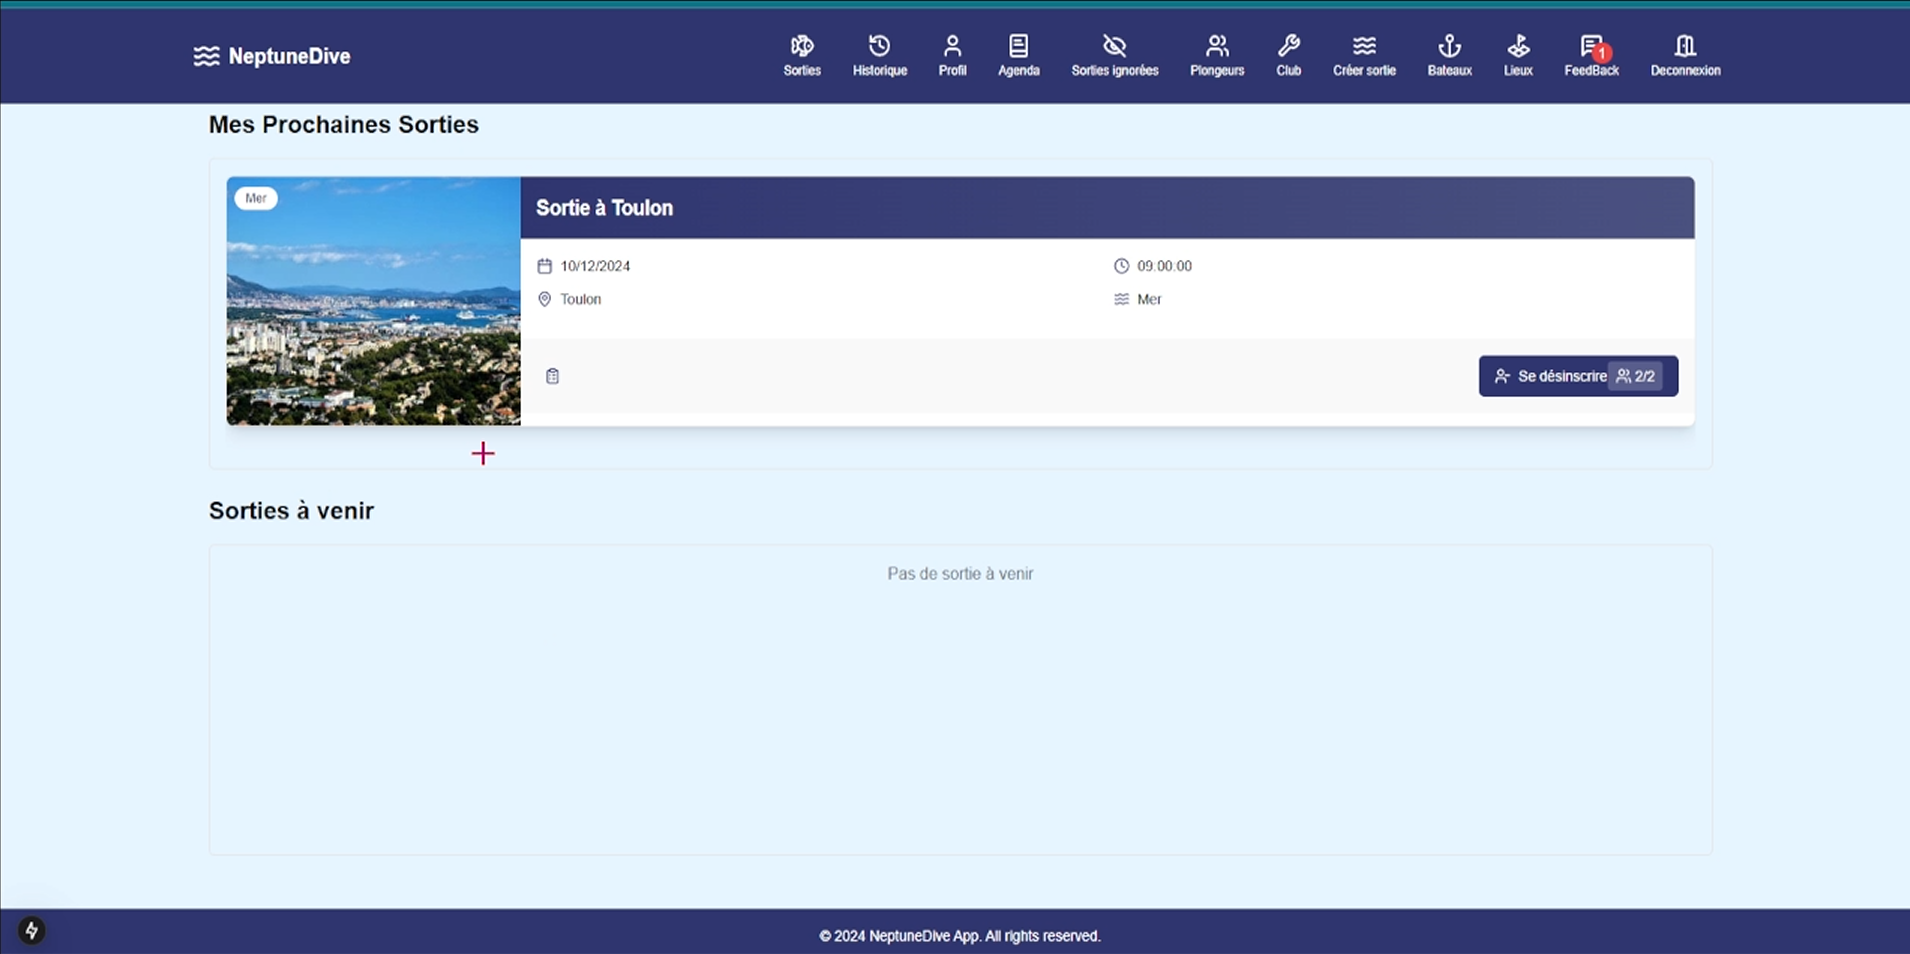 NeptuneDive
Sorties
Historique
Profil
Agenda
Sorties ignorées
Plongeurs
Club
Créer sortie
Bateaux
Lieux
1
FeedBack
Deconnexion
Mes Prochaines Sorties
Mer
Sortie à Toulon
10/12/2024
09:00:00
Toulon
Mer
Se désinscrire 2/2
Sorties à venir
Pas de sortie à venir
© 2024 NeptuneDive App. All rights reserved.